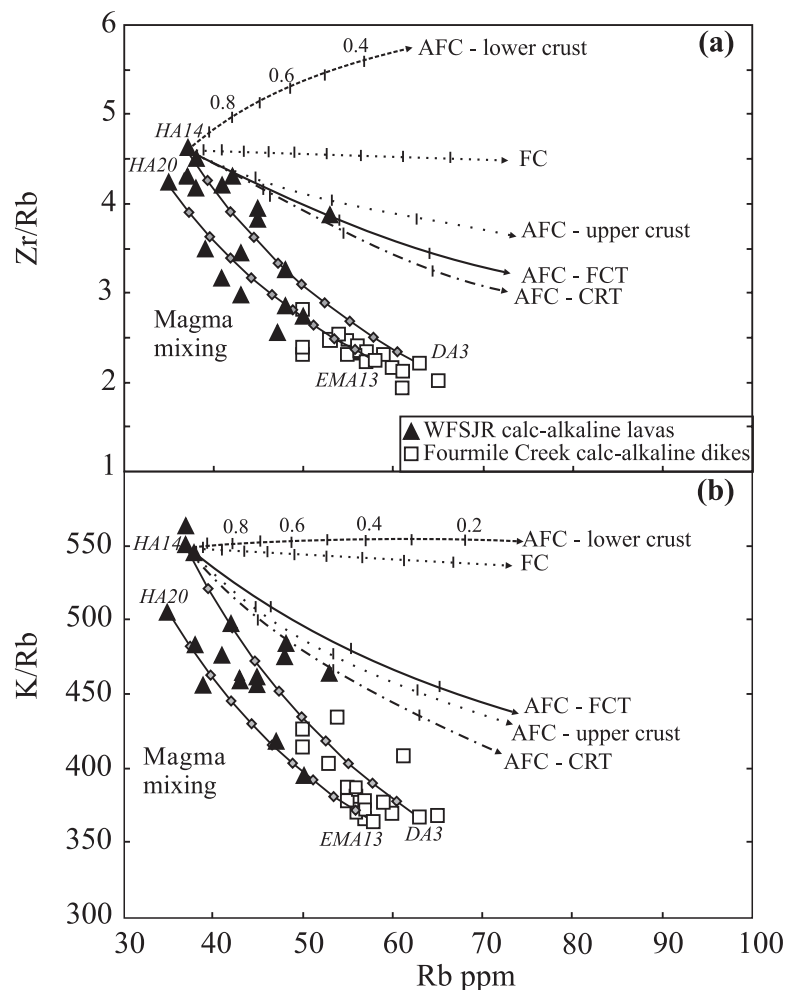 6
(a)
0.4
AFC - lower crust
0.6
5
0.8
HA14
FC
HA20
4
Zr/Rb
AFC - upper crust
AFC - FCT
3
AFC - CRT
Magma
mixing
DA3
EMA13
2
WFSJR calc-alkaline lavas
Fourmile Creek calc-alkaline dikes
1
(b)
0.8
0.6
0.4
0.2
550
HA14
AFC - lower crust
FC
HA20
500
K/Rb
450
AFC - FCT
AFC - upper crust
AFC - CRT
Magma
mixing
400
350
EMA13
DA3
300
30 40 50 60 70 80 90 100
Rb ppm